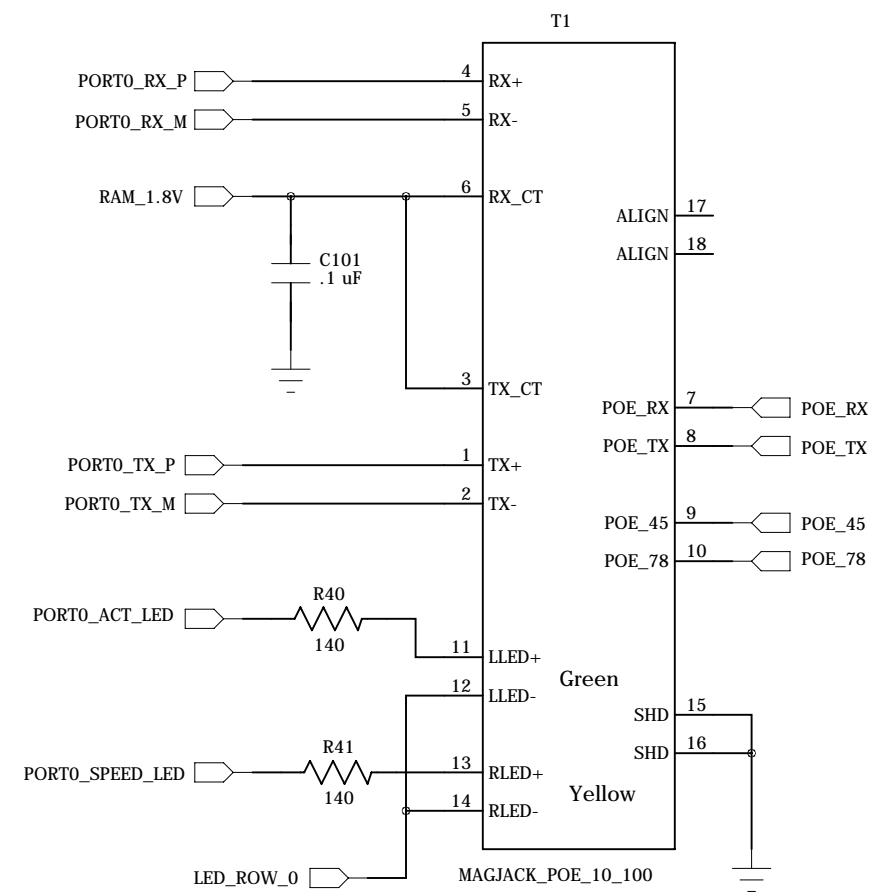 T1
PORT0_RX_P
4
RX+
PORT0_RX_M
5
RX-
RAM_1.8V
6
RX_CT
C101
.1 uF
3
TX_CT
PORT0_TX_P
1
TX+
PORT0_TX_M
2
TX-
PORT0_ACT_LED
R40
140
11
LLED+
12
LLED-
Green
PORT0_SPEED_LED
R41
140
13
RLED+
14
RLED-
Yellow
LED_ROW_0
MAGJACK_POE_10_100
ALIGN
17
ALIGN
18
POE_RX
7
POE_RX
POE_TX
8
POE_TX
POE_45
9
POE_45
POE_78
10
POE_78
SHD
15
SHD
16